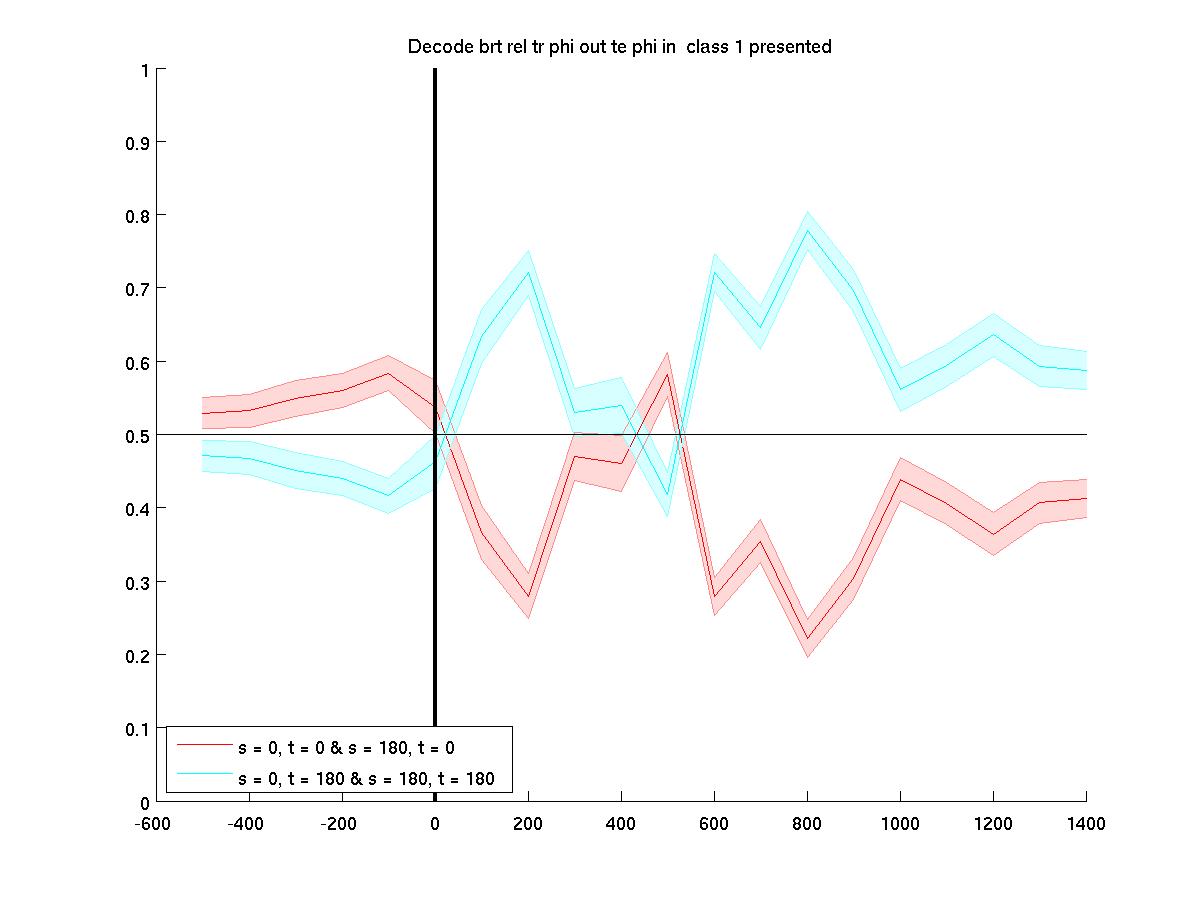 Decode brt rel tr phi out te phi in  class 1 presented
1
0.9
0.8
0.7
0.6
0.5
0.4
0.3
0.2
0.1
0
s = 0, t = 0 & s = 180, t = 0
s = 0, t = 180 & s = 180, t = 180
-600 -400 -200 0 200 400 600 800 1000 1200 1400